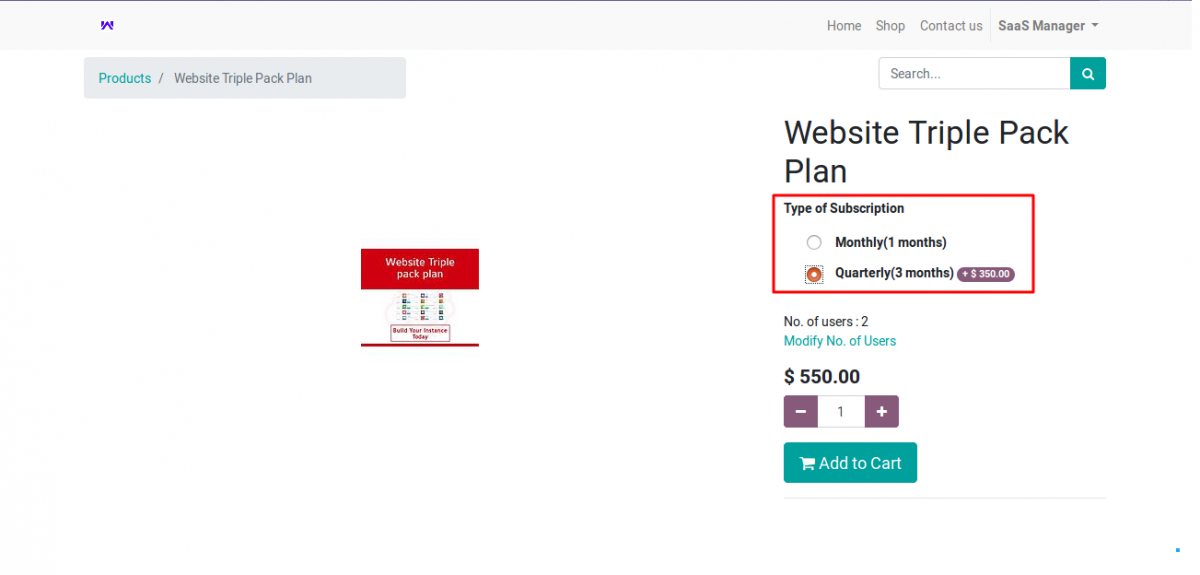 Home Shop Contact us SaaS Manager
Products / Website Triple Pack Plan
Search...
Website Triple Pack
Plan
Type of Subscription
Monthly(1 months)
Quarterly(3 months) + $ 350.00
No. of users : 2
Modify No. of Users
$ 550.00
1
Add to Cart
Website Triple
pack plan
Build Your Instance
Today